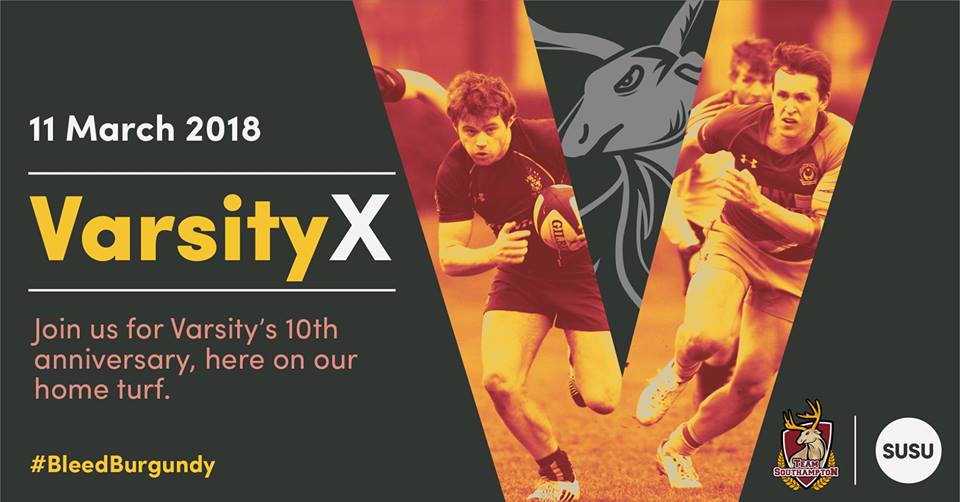 11 March 2018
VarsityX
Join us for Varsity's 10th
anniversary, here on our
home turf.
#BleedBurgundy
GILBE
TEAM
SOUTHAMPTON
SUSU